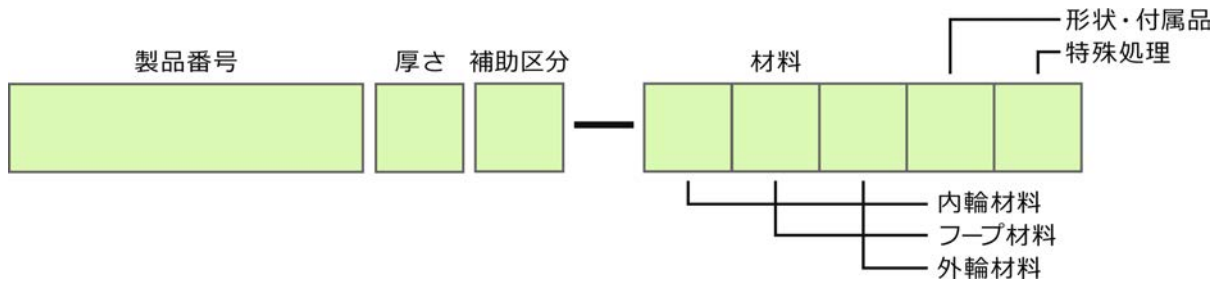 形状・付属品
特殊処理
製品番号 厚さ 補助区分 材料
内輪材料
フープ材料
外輪材料